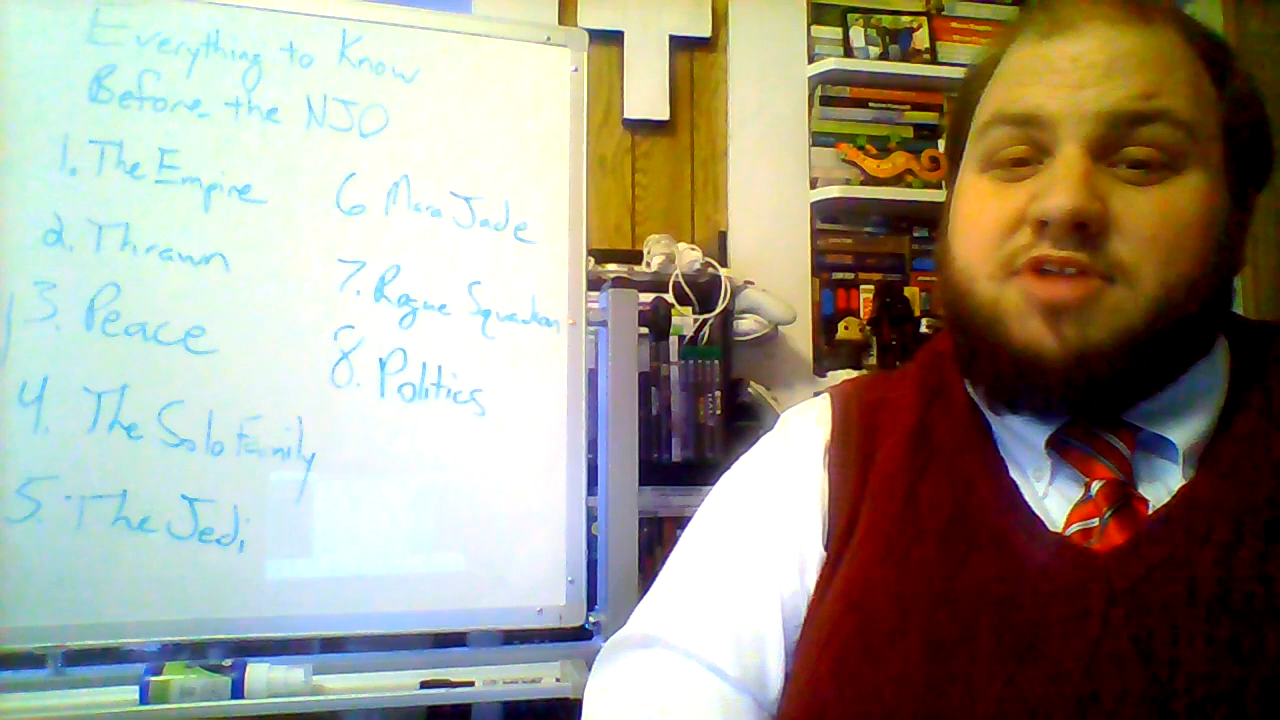 Everything to Know
Before the NJO
1. The Empire
2. Thrawn
3. Peace
4. The Solo Family
5. The Jedi
6 Mara Jade
7. Rogue Squadron
8. Politics